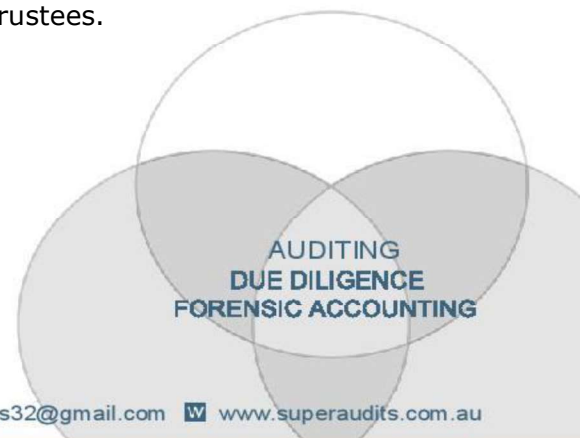 rustees.
AUDITING
DUE DILIGENCE
FORENSIC ACCOUNTING
s32@gmail.com W www.superaudits.com.au